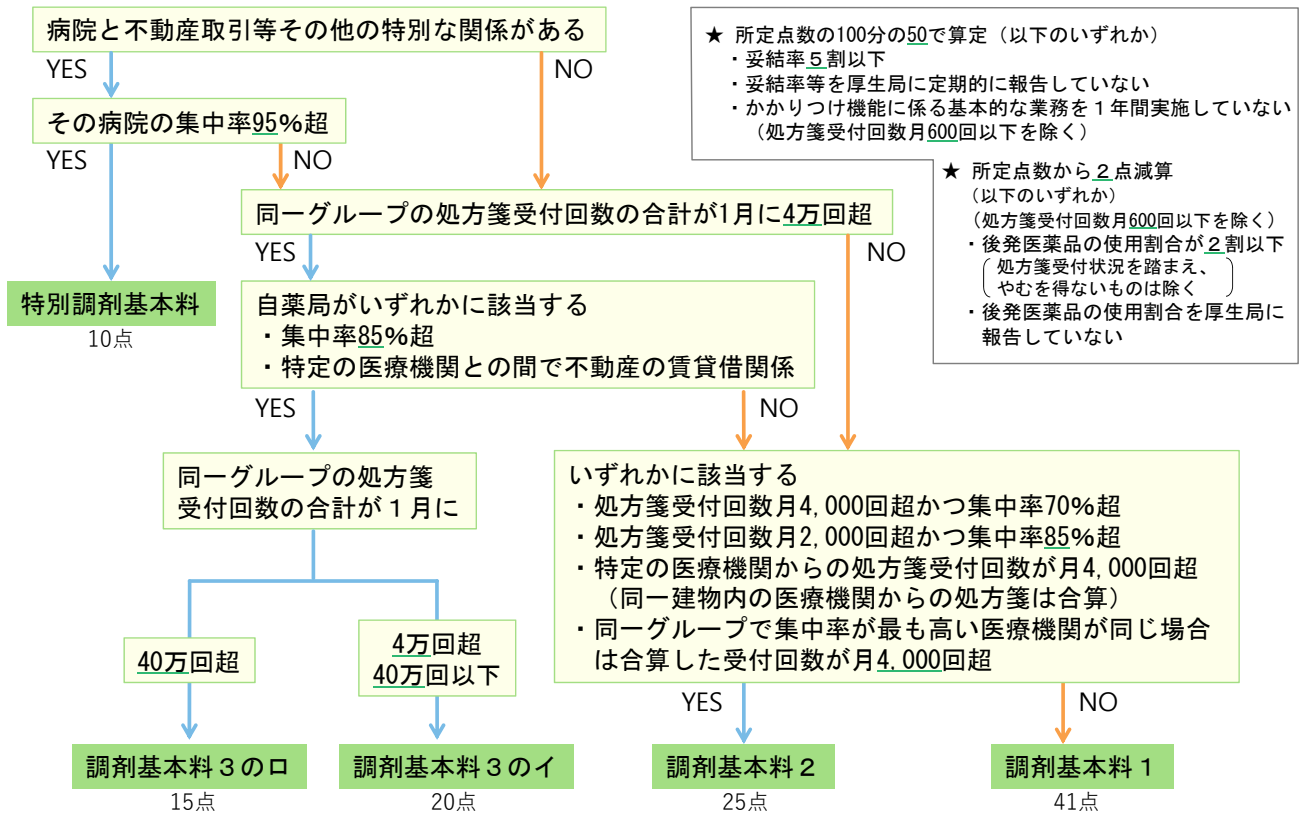 病院と不動産取引等その他の特別な関係がある
YES
NO
その病院の集中率95%超
YES
NO
同一グループの処方箋受付回数の合計が1月に4万回超
YES
NO
特別調剤基本料
10点
自薬局がいずれかに該当する
・集中率85%超
・特定の医療機関との間で不動産の賃貸借関係
YES
NO
同一グループの処方箋
受付回数の合計が1月に
40万回超
4万回超
40万回以下
いずれかに該当する
・処方箋受付回数月4,000回超かつ集中率70%超
・処方箋受付回数月2,000回超かつ集中率85%超
・特定の医療機関からの処方箋受付回数が月4,000回超
（同一建物内の医療機関からの処方箋は合算）
・同一グループで集中率が最も高い医療機関が同じ場合
は合算した受付回数が月4,000回超
YES
NO
調剤基本料３のロ
15点
調剤基本料３のイ
20点
調剤基本料２
25点
調剤基本料１
41点
★ 所定点数の100分の50で算定（以下のいずれか）
・妥結率５割以下
・妥結率等を厚生局に定期的に報告していない
・かかりつけ機能に係る基本的な業務を１年間実施していない
（処方箋受付回数月600回以下を除く）
★ 所定点数から２点減算
（以下のいずれか）
（処方箋受付回数月600回以下を除く）
・後発医薬品の使用割合が２割以下
処方箋受付状況を踏まえ、
やむを得ないものは除く
・後発医薬品の使用割合を厚生局に
報告していない